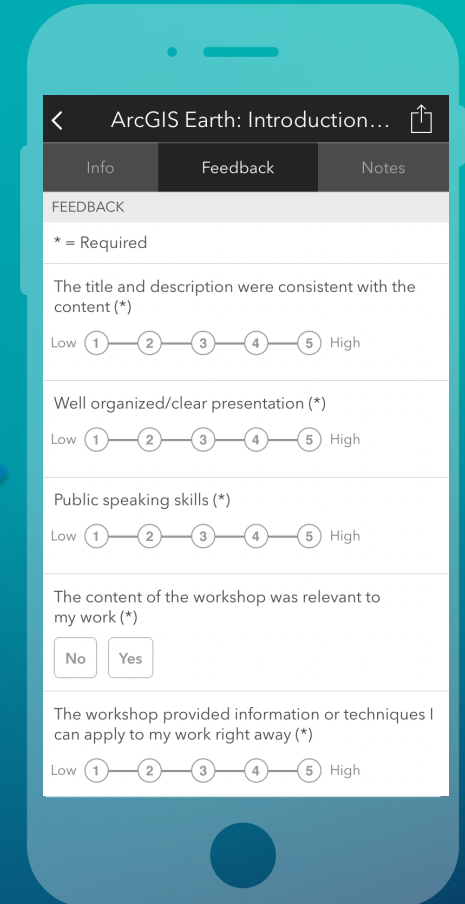 ArcGIS Earth: Introduction...
Info Feedback Notes
FEEDBACK
* = Required
The title and description were consistent with the
content (*)
Low 1 2 3 4 5 High
Well organized/clear presentation (*)
Low 1 2 3 4 5 High
Public speaking skills (*)
Low 1 2 3 4 5 High
The content of the workshop was relevant to
my work (*)
No Yes
The workshop provided information or techniques I
can apply to my work right away (*)
Low 1 2 3 4 5 High